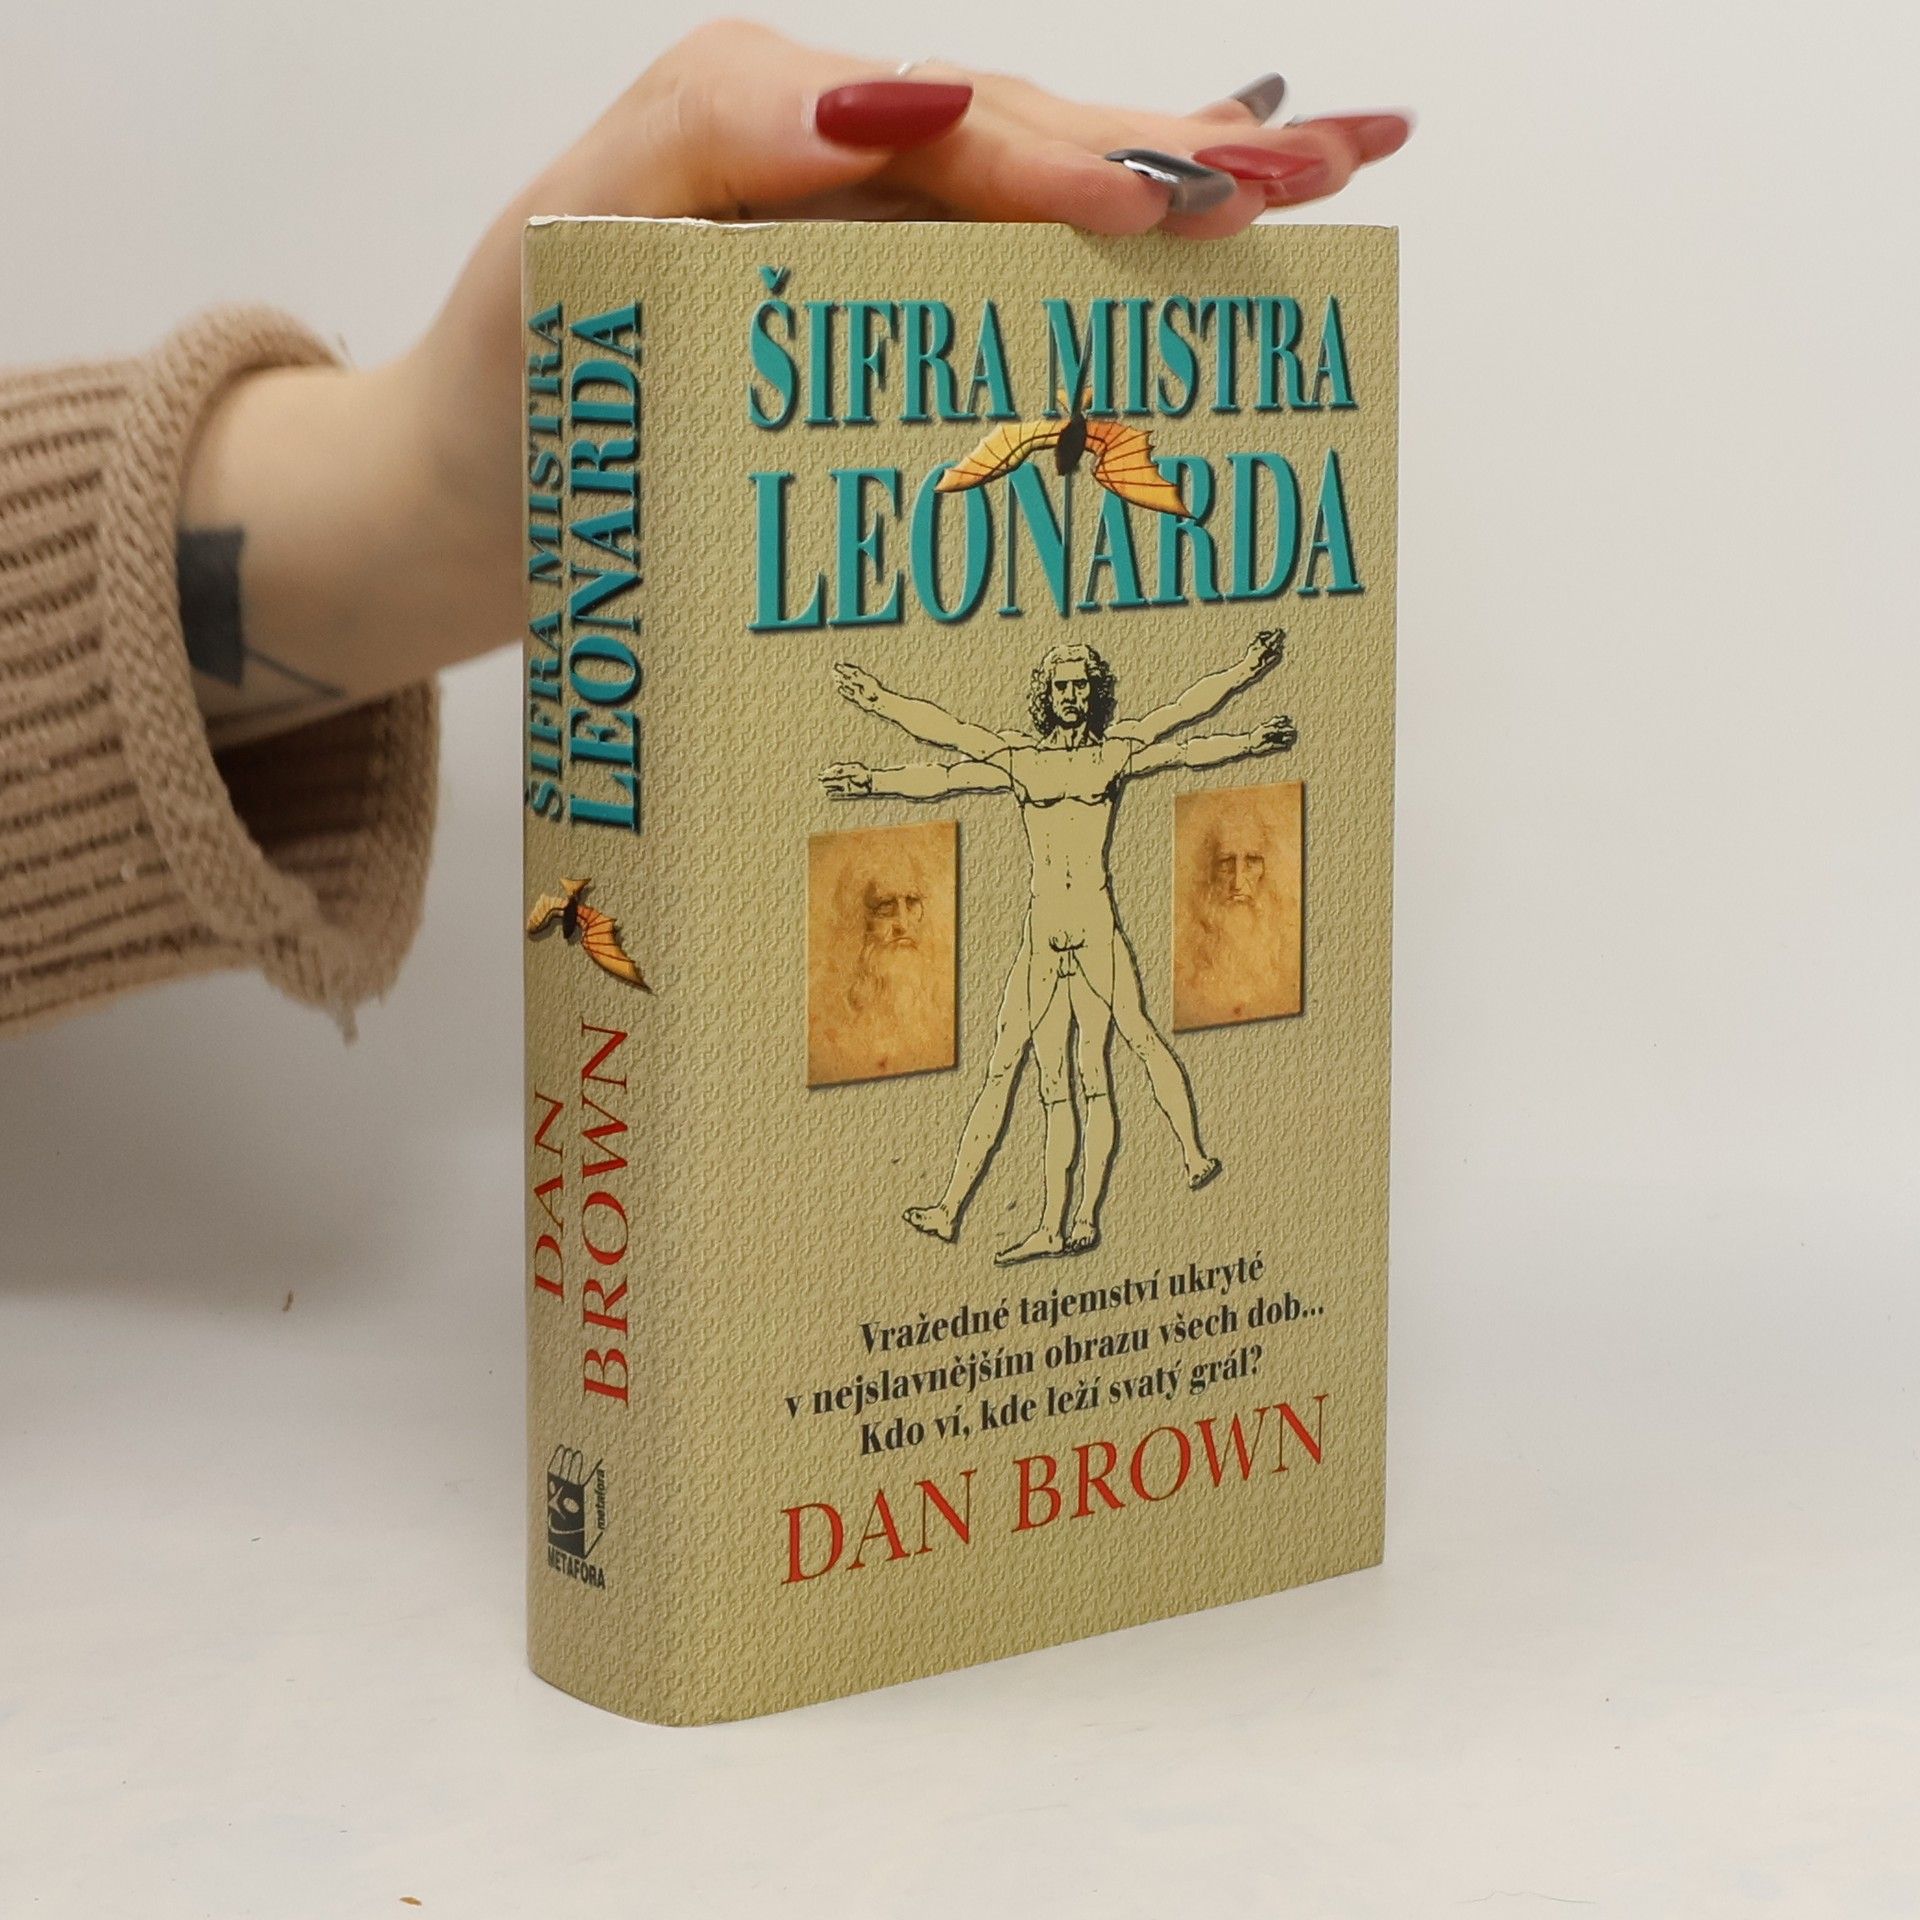 ŠIFRA MISTRA
LEONARDA
DAN
BROWN
metafora
METAFORA
ŠIFRA MISTRA
LEONARDA
Vražedné tajemství ukryté
v nejslavnějším obrazu všech dob...
Kdo ví, kde leží svatý grál?
DAN BROWN